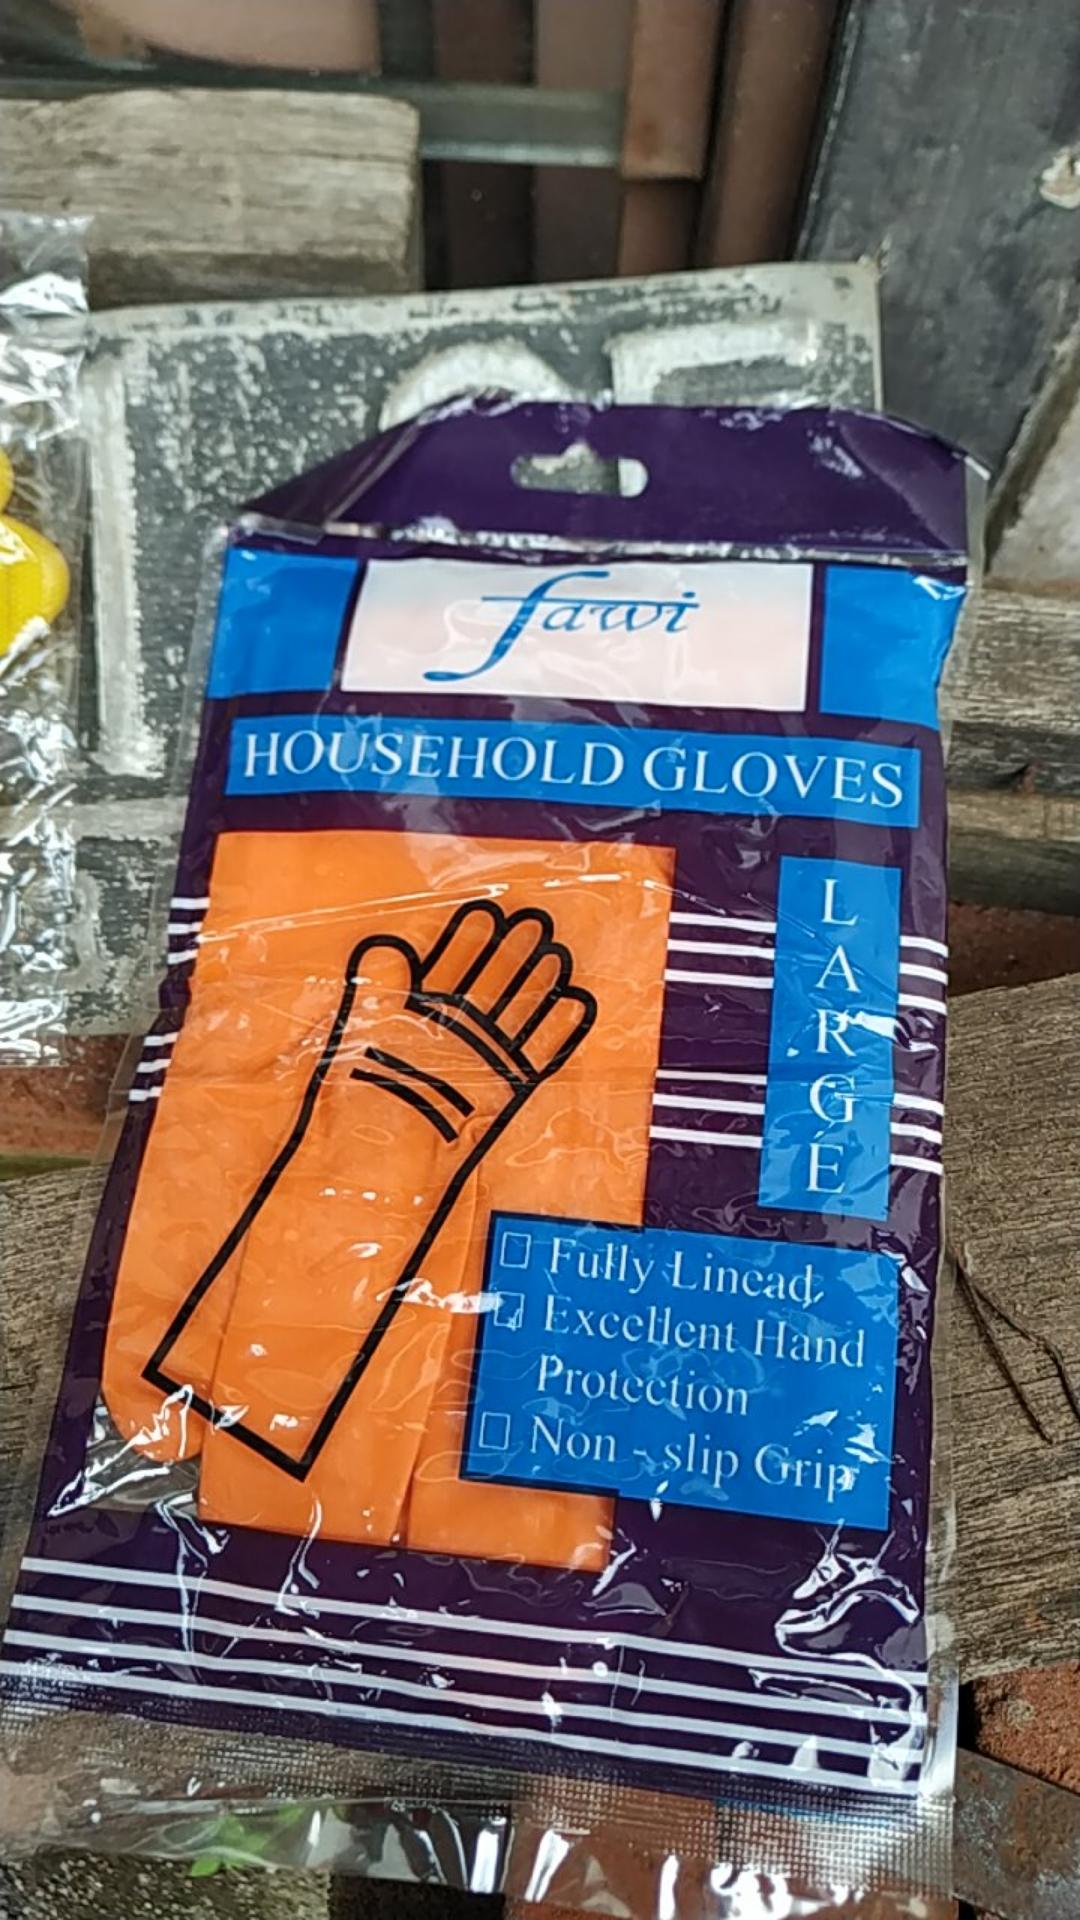 fawi
HOUSEHOLD GLOVES
LARGE
Fully Linead
Excellent Hand
Protection
Non - slip Grip